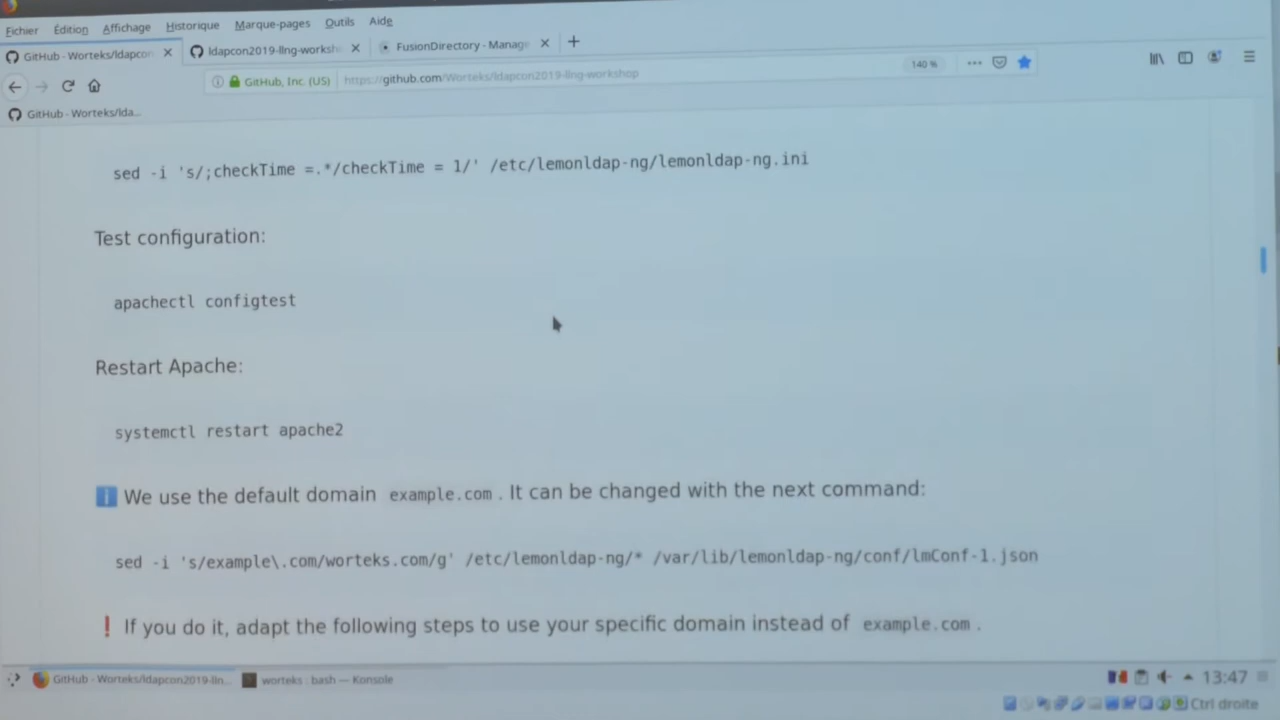 Fichier Édition Affichage Historique Marque-pages Outils Aide
GitHub - Worteks/ldapcon ldapcon2019-llng-worksh FusionDirectory - Manage
GitHub, Inc. (US) https://github.com/Worteks/ldapcon2019-llng-workshop 140 %
GitHub - Worteks/lda...
sed -i 's/;checkTime =.*/checkTime = 1/' /etc/lemonldap-ng/lemonldap-ng.ini
Test configuration:
apachectl configtest
Restart Apache:
systemctl restart apache2
We use the default domain example.com . It can be changed with the next command:
sed -i 's/example\.com/worteks.com/g' /etc/lemonldap-ng/* /var/lib/lemonldap-ng/conf/lmConf-1.json
❗ If you do it, adapt the following steps to use your specific domain instead of example.com .
GitHub - Worteks/ldapcon2019-lln... worteks : bash — Konsole 13:47
Ctrl droite